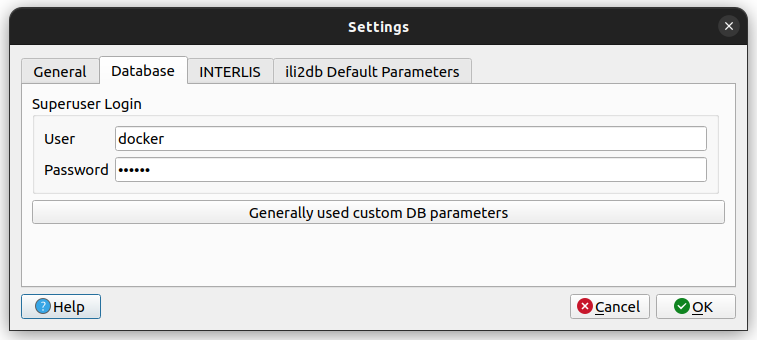 Settings
General Database INTERLIS ili2db Default Parameters
Superuser Login
User docker
Password ••••••
Generally used custom DB parameters
? Help Cancel OK